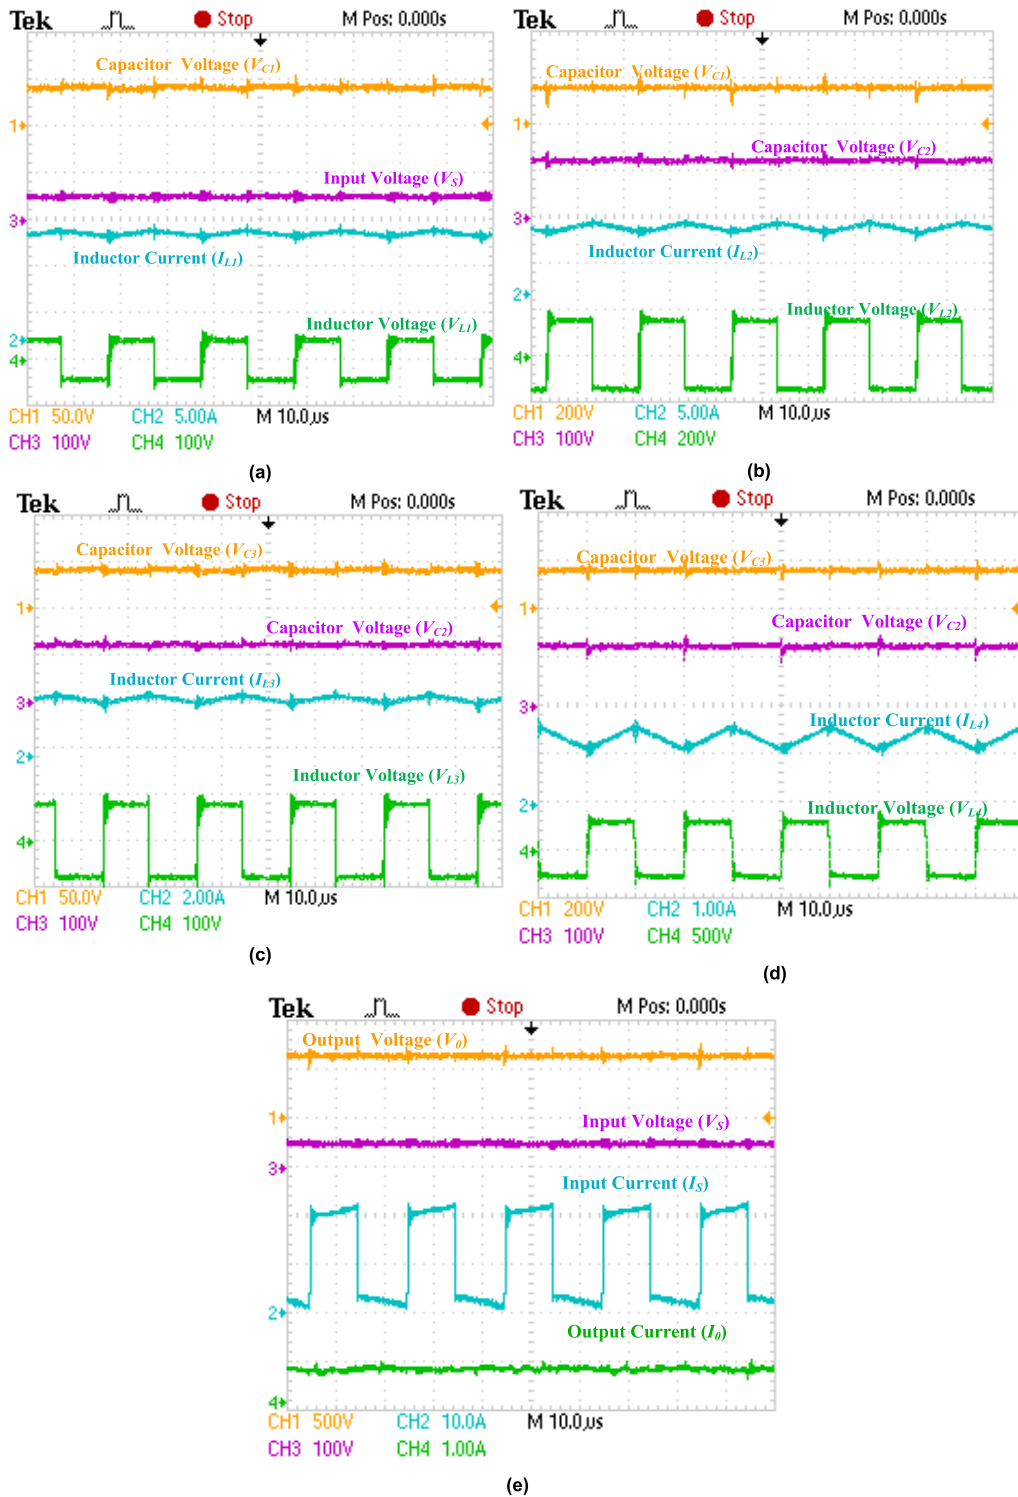 Tek Stop M Pos: 0.000s
Capacitor Voltage (VC1)
1
Input Voltage (VS)
3
Inductor Current (IL1)
Inductor Voltage (VL1)
2
4
CH1 50.0V CH2 5.00A M 10.0µs
CH3 100V CH4 100V
(a)
Tek Stop M Pos: 0.000s
Capacitor Voltage (VC1)
1
Capacitor Voltage (VC2)
3
Inductor Current (IL2)
2
Inductor Voltage (VL2)
4
CH1 200V CH2 5.00A M 10.0µs
CH3 100V CH4 200V
(b)
Tek Stop M Pos: 0.000s
Capacitor Voltage (VC3)
1
Capacitor Voltage (VC2)
Inductor Current (IL3)
3
2
Inductor Voltage (VL3)
4
CH1 50.0V CH2 2.00A M 10.0µs
CH3 100V CH4 100V
(c)
Tek Stop M Pos: 0.000s
Capacitor Voltage (VC3)
1
Capacitor Voltage (VC2)
3
Inductor Current (IL4)
2
Inductor Voltage (VL4)
4
CH1 200V CH2 1.00A M 10.0µs
CH3 100V CH4 500V
(d)
Tek Stop M Pos: 0.000s
Output Voltage (V0)
1
Input Voltage (VS)
3
Input Current (IS)
2
Output Current (I0)
4
CH1 500V CH2 10.0A M 10.0µs
CH3 100V CH4 1.00A
(e)